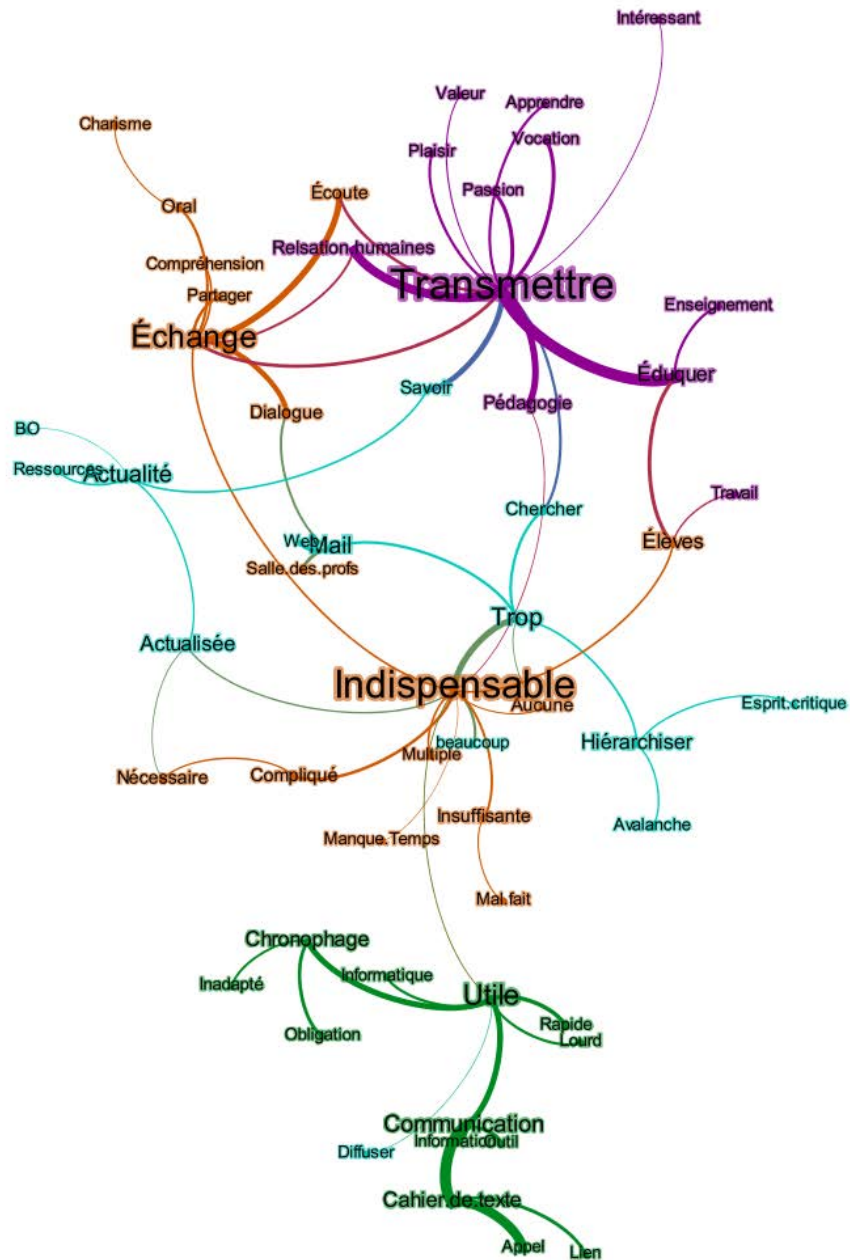 Intéressant
Valeur
Apprendre
Charisme
Vocation
Plaisir
Passion
Écoute
Oral
Relsation.humaines
Compréhension
Transmettre
Partager
Enseignement
Échange
Éduquer
Savoir
Pédagogie
Dialogue
BO
Ressources
Actualité
Travail
Chercher
Web
Mail
Éleves
Salle.des.profs
Trop
Actualisée
Indispensable
Aucune
Esprit.critique
Hiérarchiser
beaucoup
Multiple
Nécessaire
Compliqué
Insuffisante
Avalanche
Manque.Temps
Mal.fait
Chronophage
Informatique
Inadapté
Utile
Rapide
Obligation
Lourd
Communication
Information
Outil
Diffuser
Cahier.de.texte
Appel
Lien